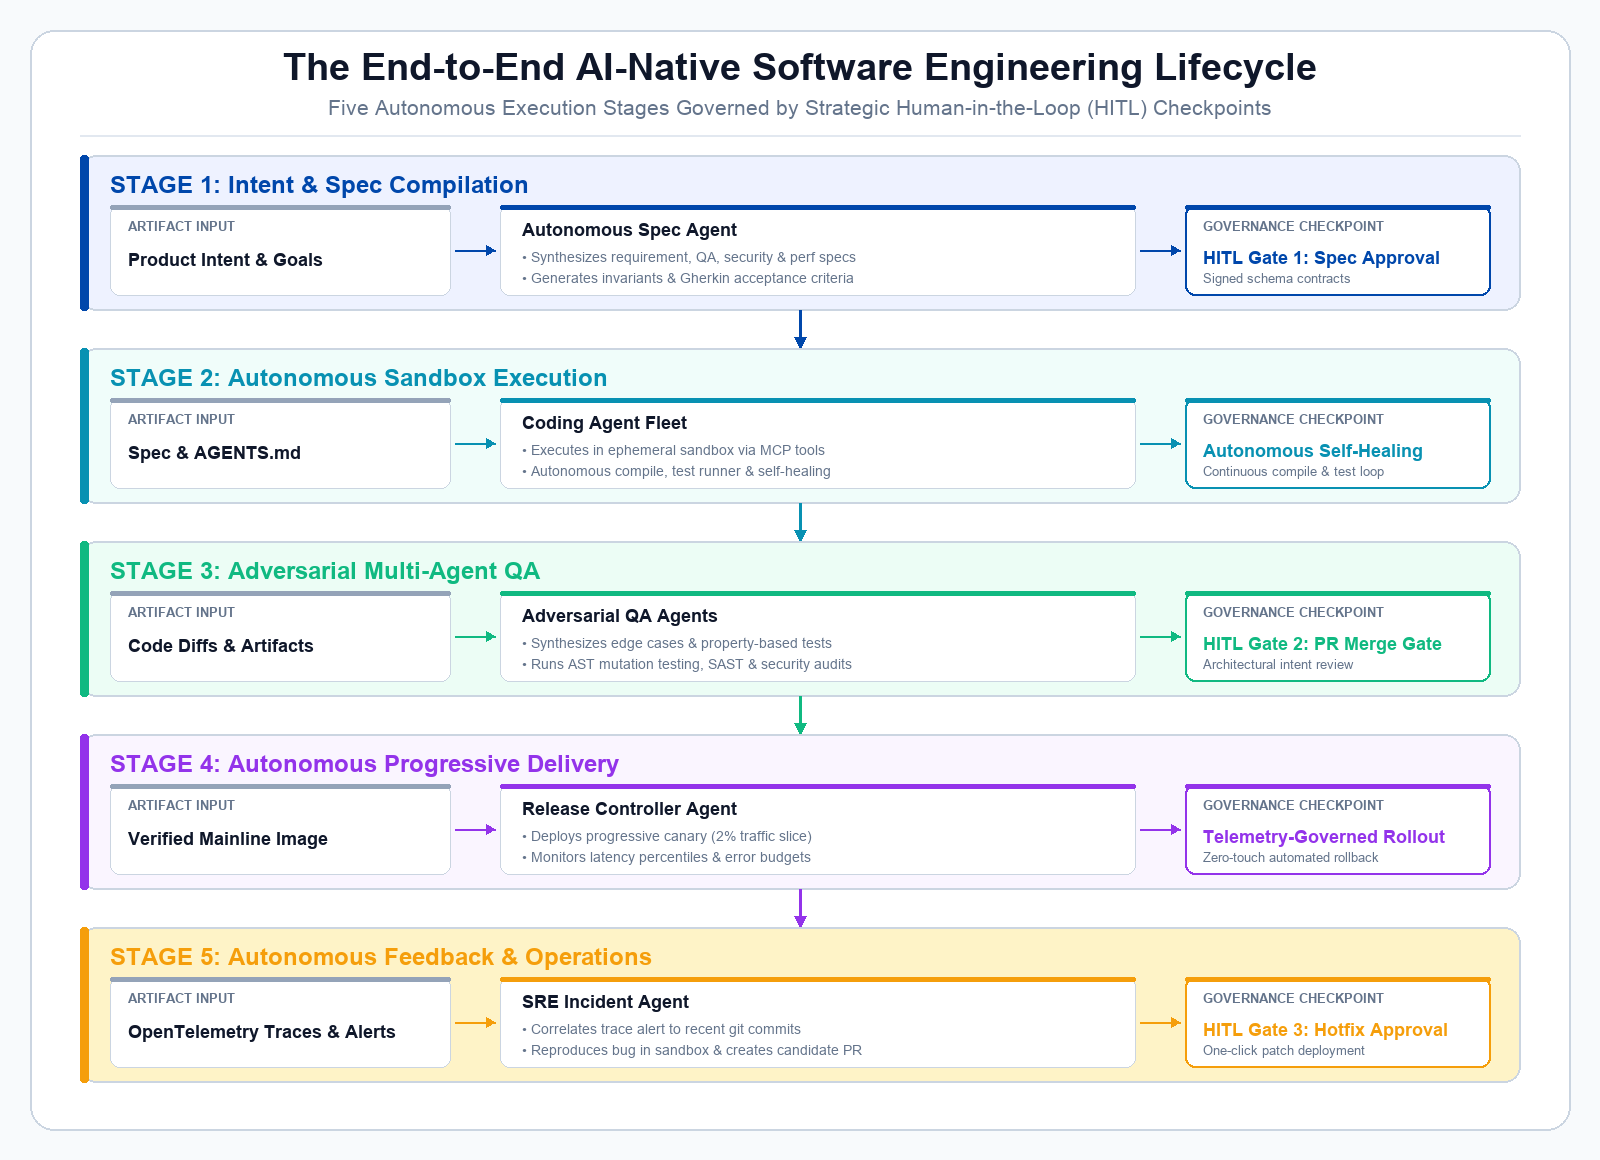 The End-to-End AI-Native Software Engineering Lifecycle
Five Autonomous Execution Stages Governed by Strategic Human-in-the-Loop (HITL) Checkpoints
STAGE 1: Intent & Spec Compilation
ARTIFACT INPUT
Product Intent & Goals
Autonomous Spec Agent
• Synthesizes requirement, QA, security & perf specs
• Generates invariants & Gherkin acceptance criteria
GOVERNANCE CHECKPOINT
HITL Gate 1: Spec Approval
Signed schema contracts
STAGE 2: Autonomous Sandbox Execution
ARTIFACT INPUT
Spec & AGENTS.md
Coding Agent Fleet
• Executes in ephemeral sandbox via MCP tools
• Autonomous compile, test runner & self-healing
GOVERNANCE CHECKPOINT
Autonomous Self-Healing
Continuous compile & test loop
STAGE 3: Adversarial Multi-Agent QA
ARTIFACT INPUT
Code Diffs & Artifacts
Adversarial QA Agents
• Synthesizes edge cases & property-based tests
• Runs AST mutation testing, SAST & security audits
GOVERNANCE CHECKPOINT
HITL Gate 2: PR Merge Gate
Architectural intent review
STAGE 4: Autonomous Progressive Delivery
ARTIFACT INPUT
Verified Mainline Image
Release Controller Agent
• Deploys progressive canary (2% traffic slice)
• Monitors latency percentiles & error budgets
GOVERNANCE CHECKPOINT
Telemetry-Governed Rollout
Zero-touch automated rollback
STAGE 5: Autonomous Feedback & Operations
ARTIFACT INPUT
OpenTelemetry Traces & Alerts
SRE Incident Agent
• Correlates trace alert to recent git commits
• Reproduces bug in sandbox & creates candidate PR
GOVERNANCE CHECKPOINT
HITL Gate 3: Hotfix Approval
One-click patch deployment